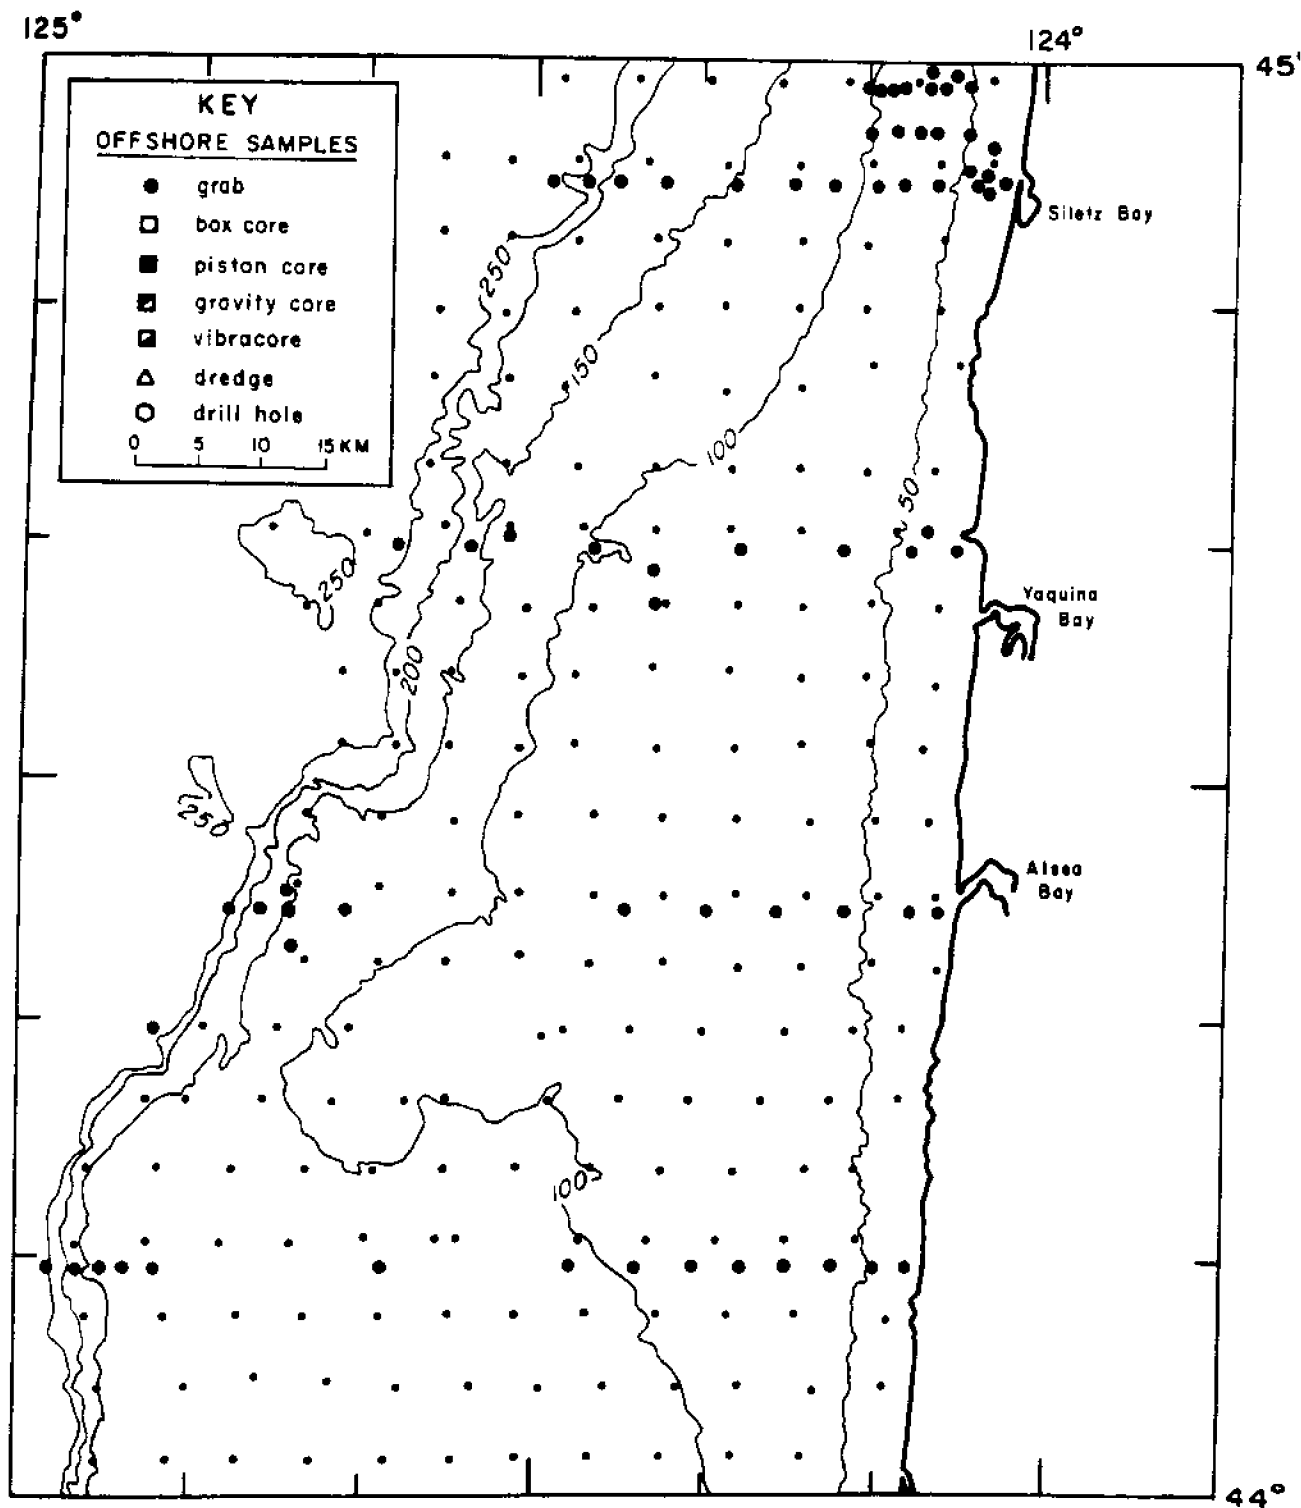 125°
124°
45°
KEY
OFFSHORE SAMPLES
grab
box core
piston core
gravity core
vibracore
dredge
drill hole
0 5 10 15 KM
Siletz Bay
250
150
100
50
250
Yaquina
Bay
200
250
Alsea
Bay
100
44°